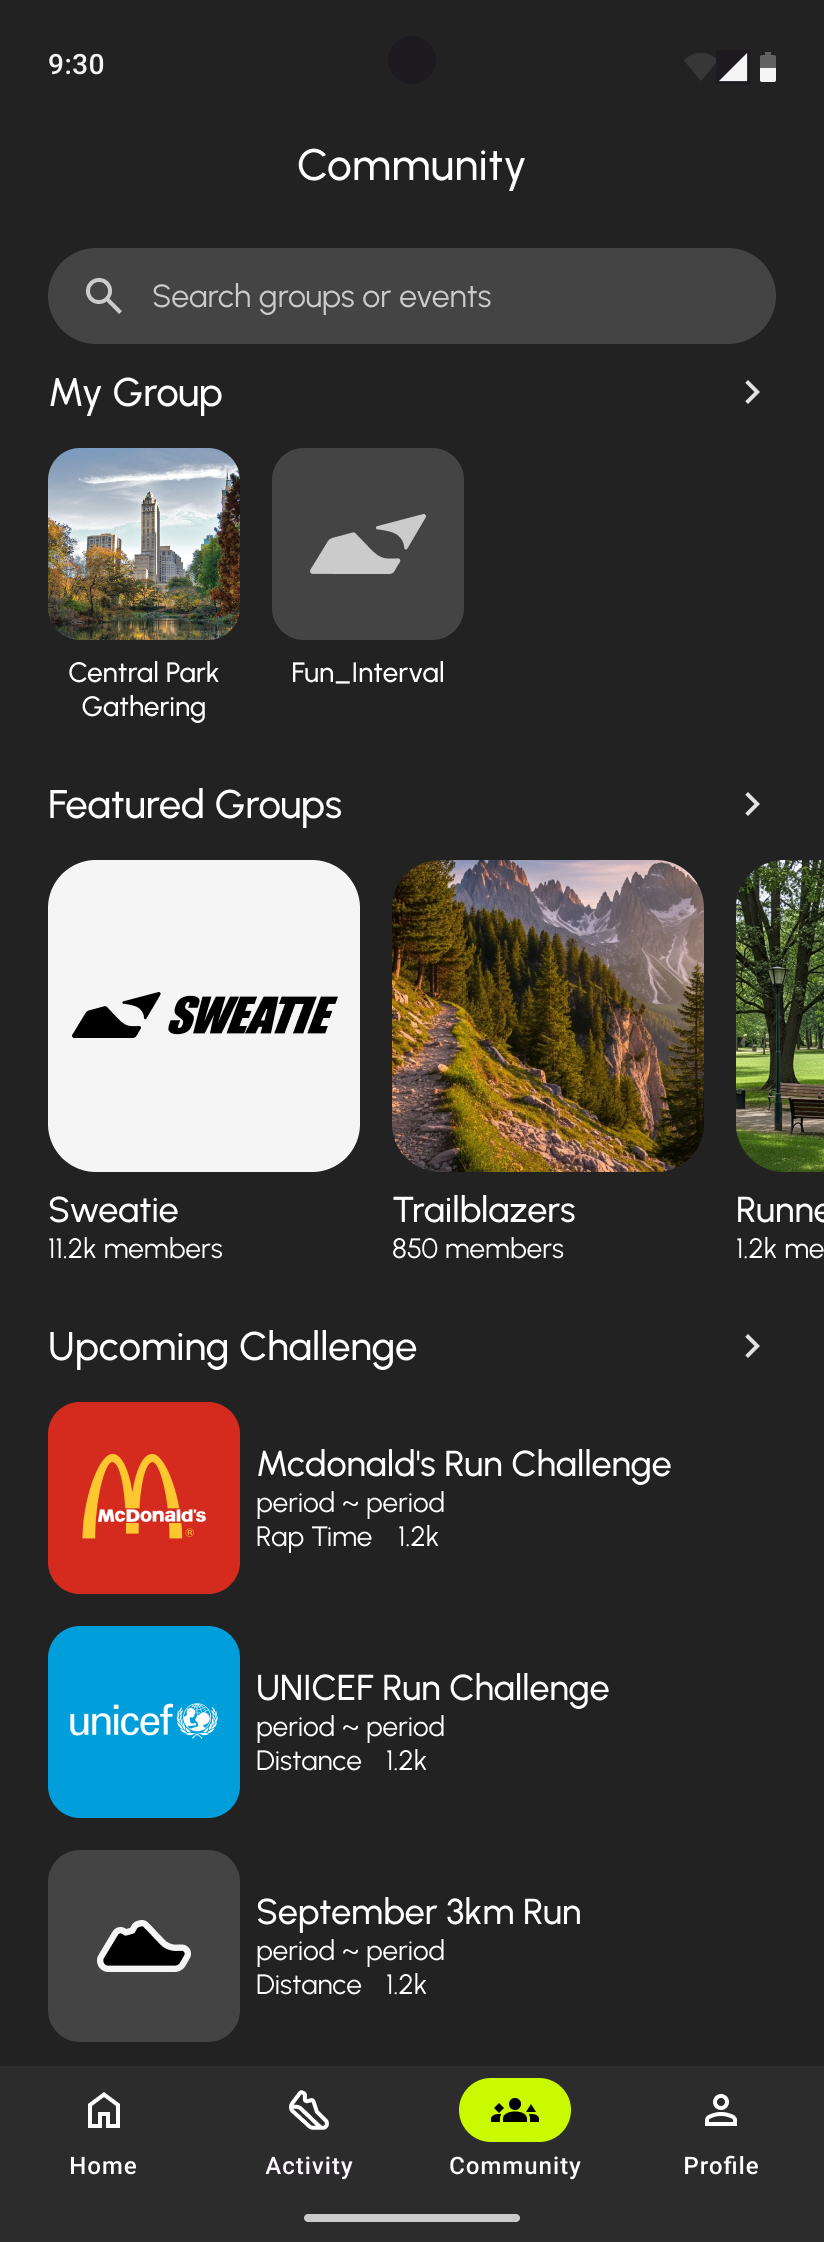 9:30
Community
Search groups or events
My Group
Central Park
Gathering
Fun_Interval
Featured Groups
SWEATIE
Sweatie
11.2k members
Trailblazers
850 members
Runne
1.2k me
Upcoming Challenge
McDonald's
®
Mcdonald's Run Challenge
period ~ period
Rap Time 1.2k
unicef
UNICEF Run Challenge
period ~ period
Distance 1.2k
September 3km Run
period ~ period
Distance 1.2k
Home
Activity
Community
Profile